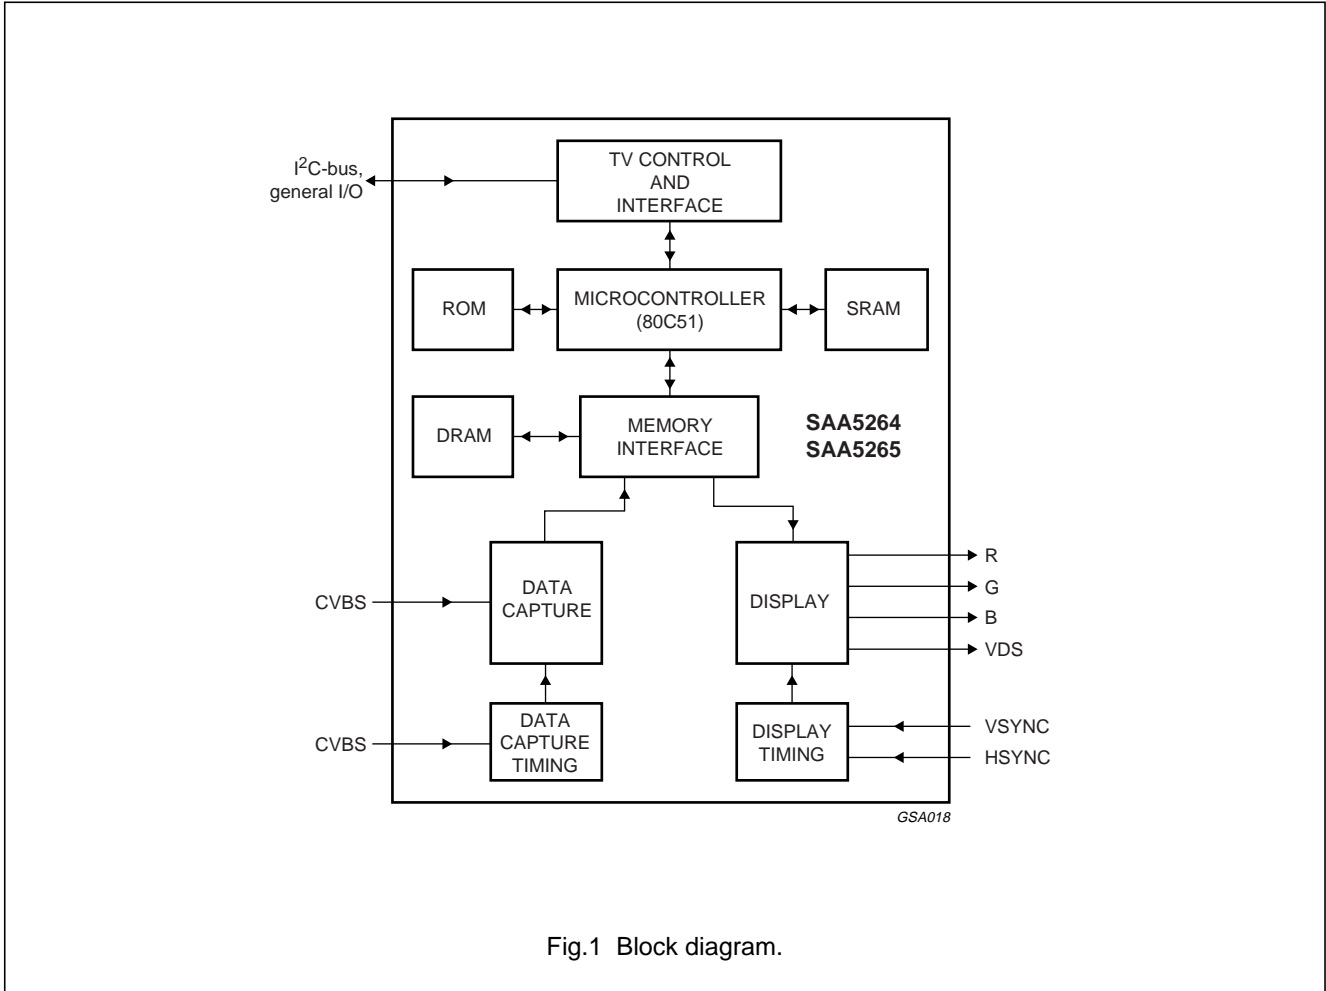 TV CONTROL
AND
INTERFACE
I²C-bus,
general I/O
ROM
MICROCONTROLLER
(80C51)
SRAM
DRAM
MEMORY
INTERFACE
SAA5264
SAA5265
CVBS
DATA
CAPTURE
DISPLAY
R
G
B
VDS
CVBS
DATA
CAPTURE
TIMING
DISPLAY
TIMING
VSYNC
HSYNC
GSA018
Fig.1 Block diagram.